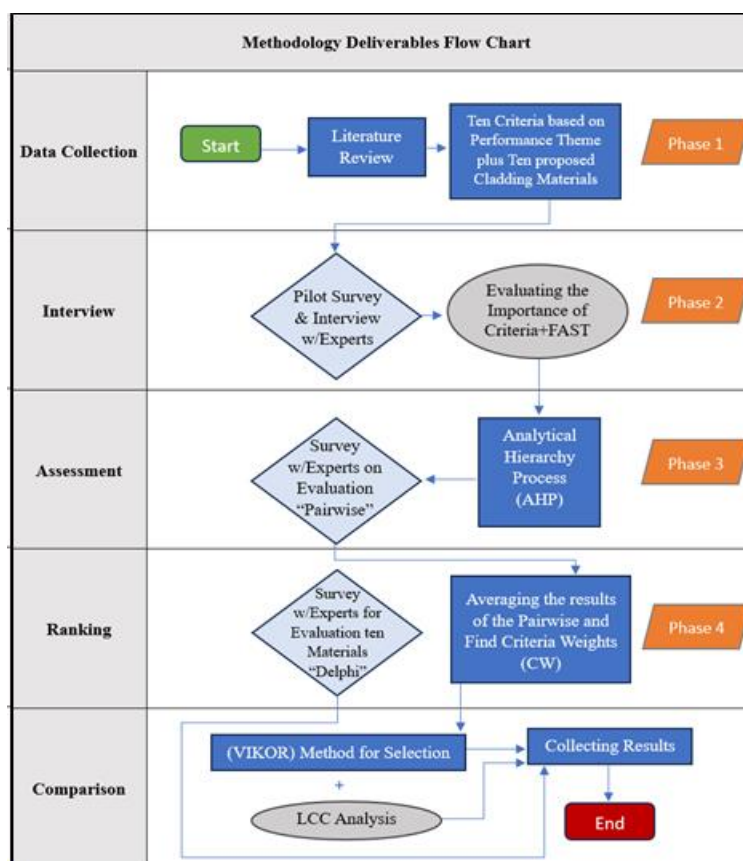 Methodology Deliverables Flow Chart
Data Collection
Start
Literature
Review
Ten Criteria based on
Performance Theme
plus Ten proposed
Cladding Materials
Phase 1
Interview
Pilot Survey
& Interview
w/Experts
Evaluating the
Importance of
Criteria+FAST
Phase 2
Assessment
Survey
w/Experts on
Evaluation
“Pairwise”
Analytical
Hierarchy
Process
(AHP)
Phase 3
Ranking
Survey
w/Experts for
Evaluation ten
Materials
“Delphi”
Averaging the results
of the Pairwise and
Find Criteria Weights
(CW)
Phase 4
Comparison
(VIKOR) Method for Selection
+
LCC Analysis
Collecting Results
End